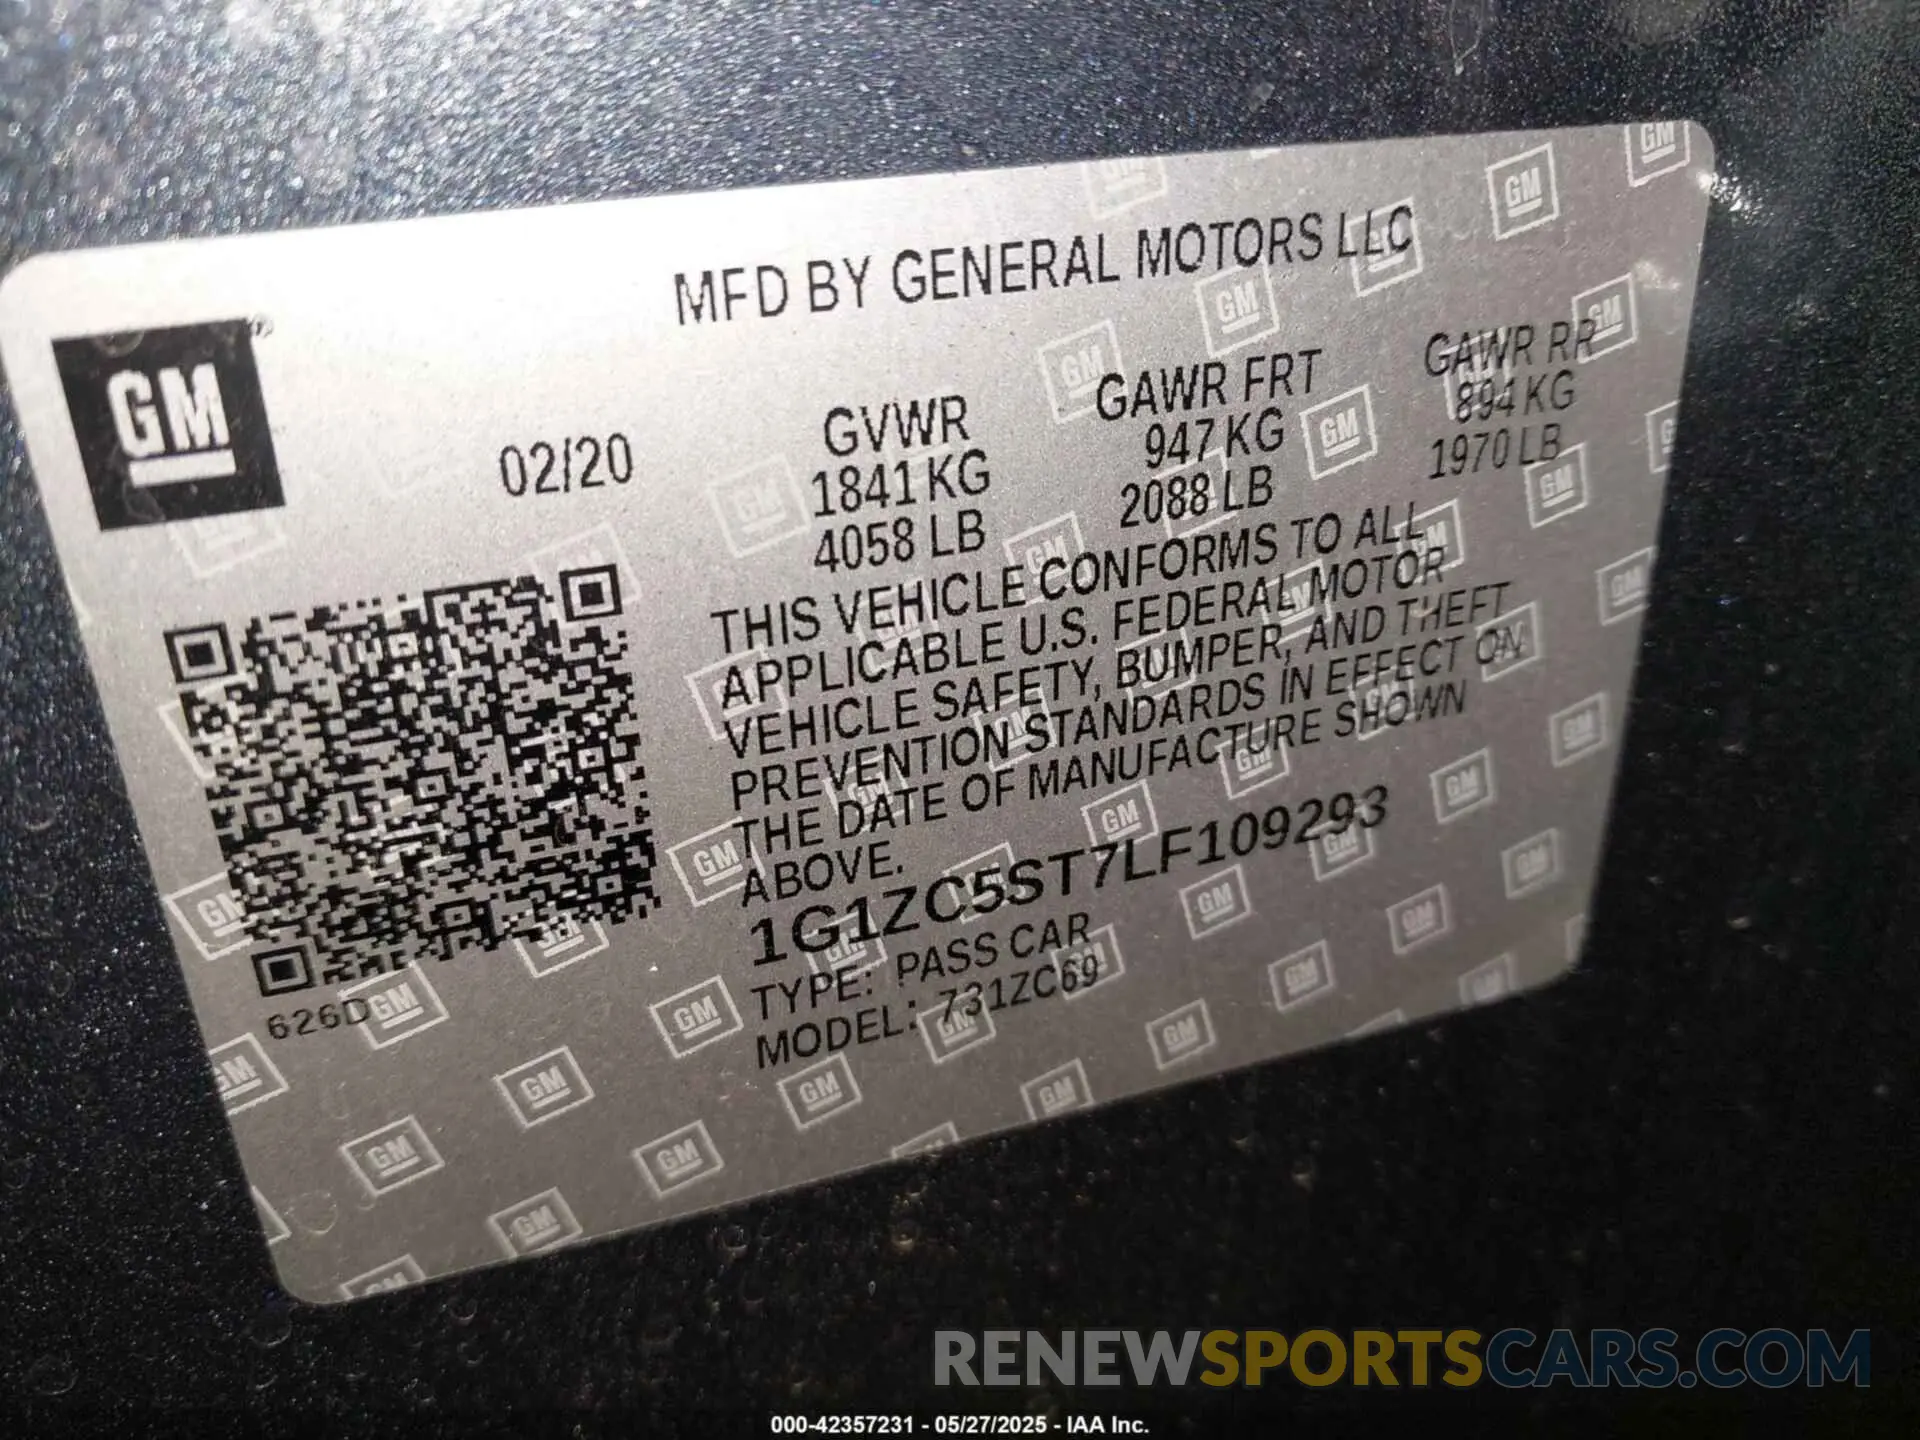 MFD BY GENERAL MOTORS LLC
GM
02/20
GVWR
1841 KG
4058 LB
GAWR FRT
947 KG
2088 LB
GAWR RR
894 KG
1970 LB
THIS VEHICLE CONFORMS TO ALL
APPLICABLE U.S. FEDERAL MOTOR
VEHICLE SAFETY, BUMPER, AND THEFT
PREVENTION STANDARDS IN EFFECT ON
THE DATE OF MANUFACTURE SHOWN
ABOVE.
1G1ZC5ST7LF109293
TYPE: PASS CAR
MODEL: 731ZC69
626D
RENEWSPORTSCARS.COM
000-42357231 - 05/27/2025 - IAA Inc.